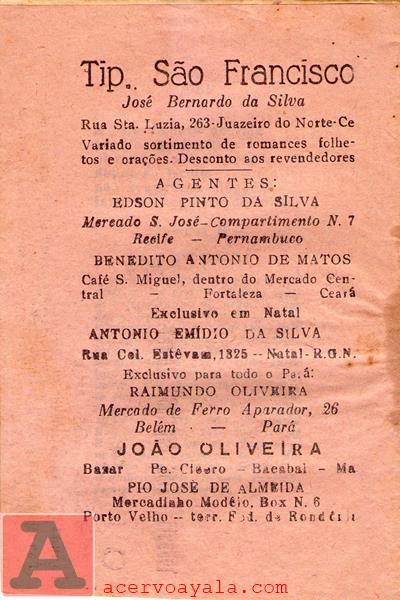 Tip. São Francisco
José Bernardo da Silva
Rua Sta. Luzia, 263-Juazeiro do Norte-Ce
Variado sortimento de romances folhe-
tos e orações. Desconto aos revendedores
AGENTES:
EDSON PINTO DA SILVA
Mercado S. José-Compartimento N. 7
Recife — Pernambuco
BENEDITO ANTONIO DE MATOS
Café S. Miguel, dentro do Mercado Cen-
tral — Fortaleza — Ceará
Exclusivo em Natal
ANTONIO EMÍDIO DA SILVA
Rua Cel. Estêvam, 1325 -- Natal- R.G.N.
Exclusivo para todo o Pará:
RAIMUNDO OLIVEIRA
Mercado de Ferro Aparador, 26
Belém — Pará
JOÃO OLIVEIRA
Bazar Pe. Cicero – Bacabal – Ma
PIO JOSÉ DE ALMEIDA
Mercadinho Modêlo, Box N. 6
Porto Velho -- terr. Fed. de Rondônia
A
acervoayala.com